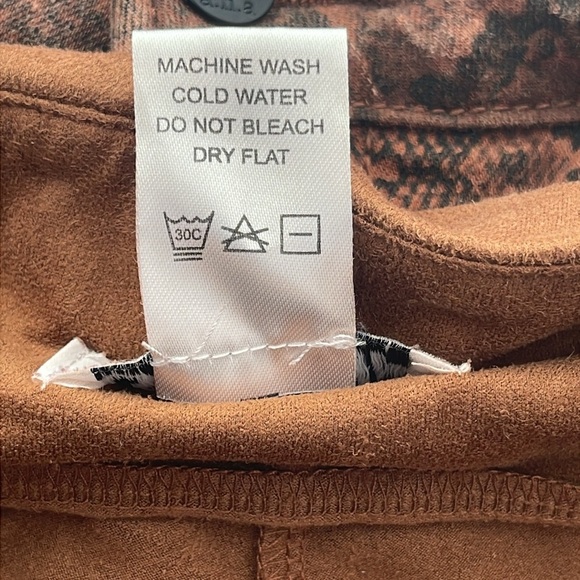 MACHINE WASH
COLD WATER
DO NOT BLEACH
DRY FLAT
30C